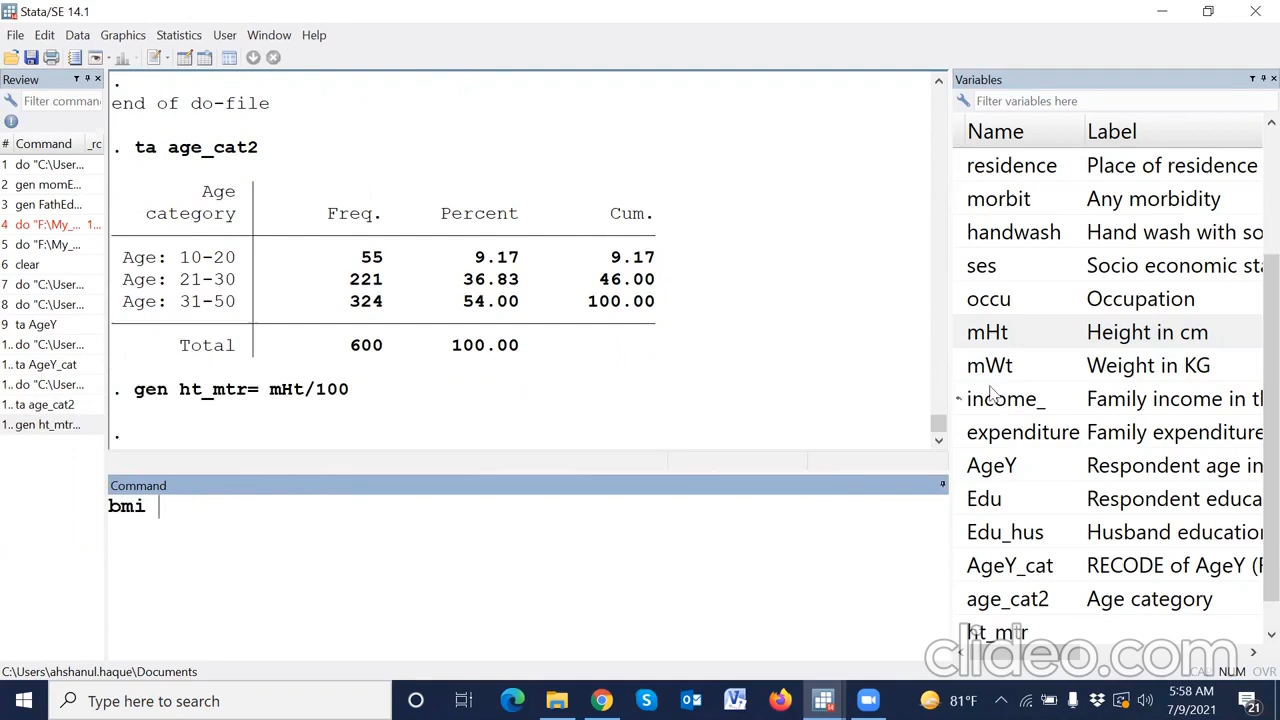 Stata/SE 14.1
File Edit Data Graphics Statistics User Window Help
Review
Filter comman
# Command _rc
1 do "C:\User...
2 gen momE...
3 gen FathEd...
4 do "F:\My_... 1...
5 do "F:\My_...
6 clear
7 do "C:\User...
8 do "C:\User...
9 ta AgeY
1.. do "C:\User...
1.. ta AgeY_cat
1.. do "C:\User...
1.. ta age_cat2
1.. gen ht_mtr...
.
end of do-file
. ta age_cat2
Age
category Freq. Percent Cum.
Age: 10-20 55 9.17 9.17
Age: 21-30 221 36.83 46.00
Age: 31-50 324 54.00 100.00
Total 600 100.00
. gen ht_mtr= mHt/100
.
Command
bmi
Variables
Filter variables here
Name Label
residence Place of residence
morbit Any morbidity
handwash Hand wash with so
ses Socio economic sta
occu Occupation
mHt Height in cm
mWt Weight in KG
income_ Family income in th
expenditure Family expenditure
AgeY Respondent age in
Edu Respondent educa
Edu_hus Husband education
AgeY_cat RECODE of AgeY (R
age_cat2 Age category
ht_mtr
clideo.com
C:\Users\ahshanul.haque\Documents
CAP NUM OVR
Type here to search
81°F
5:58 AM
7/9/2021
21